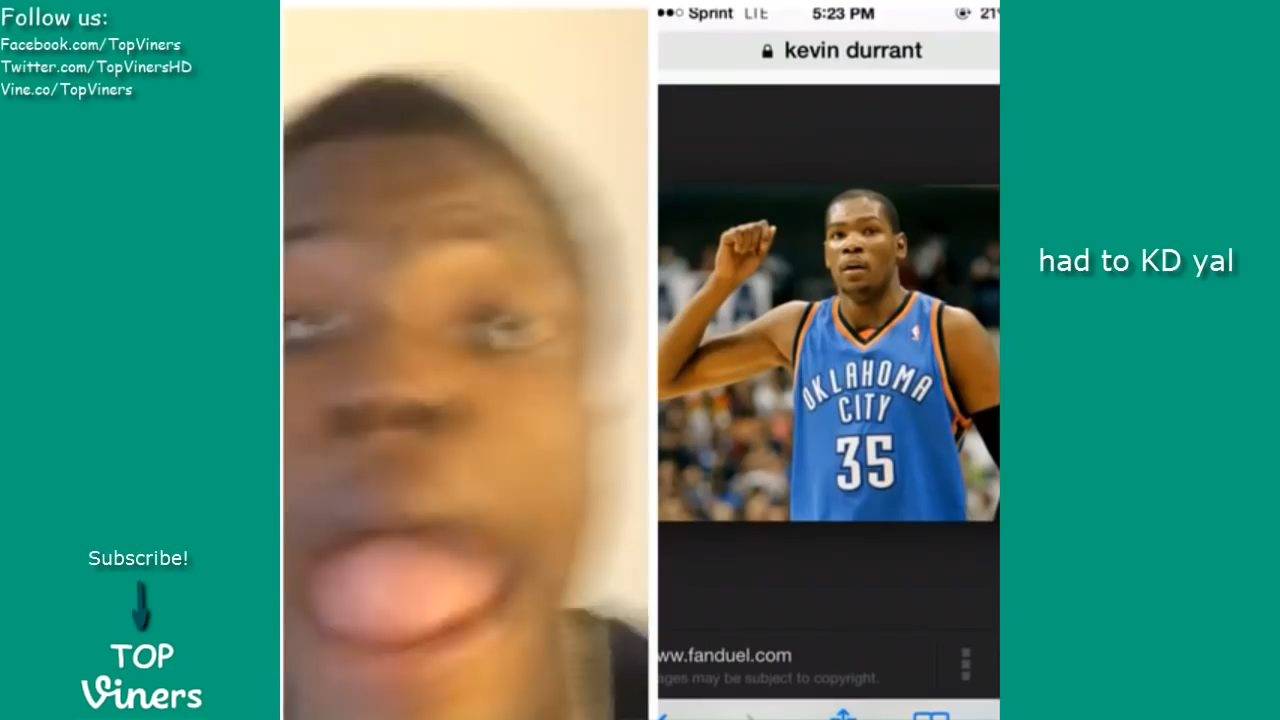 Follow us:
Facebook.com/TopViners
Twitter.com/TopVinersHD
Vine.co/TopViners
Subscribe!
TOP
Viners
Sprint LTE 5:23 PM 21
kevin durrant
OKLAHOMA
CITY
35
ww.fanduel.com
ages may be subject to copyright.
had to KD yal